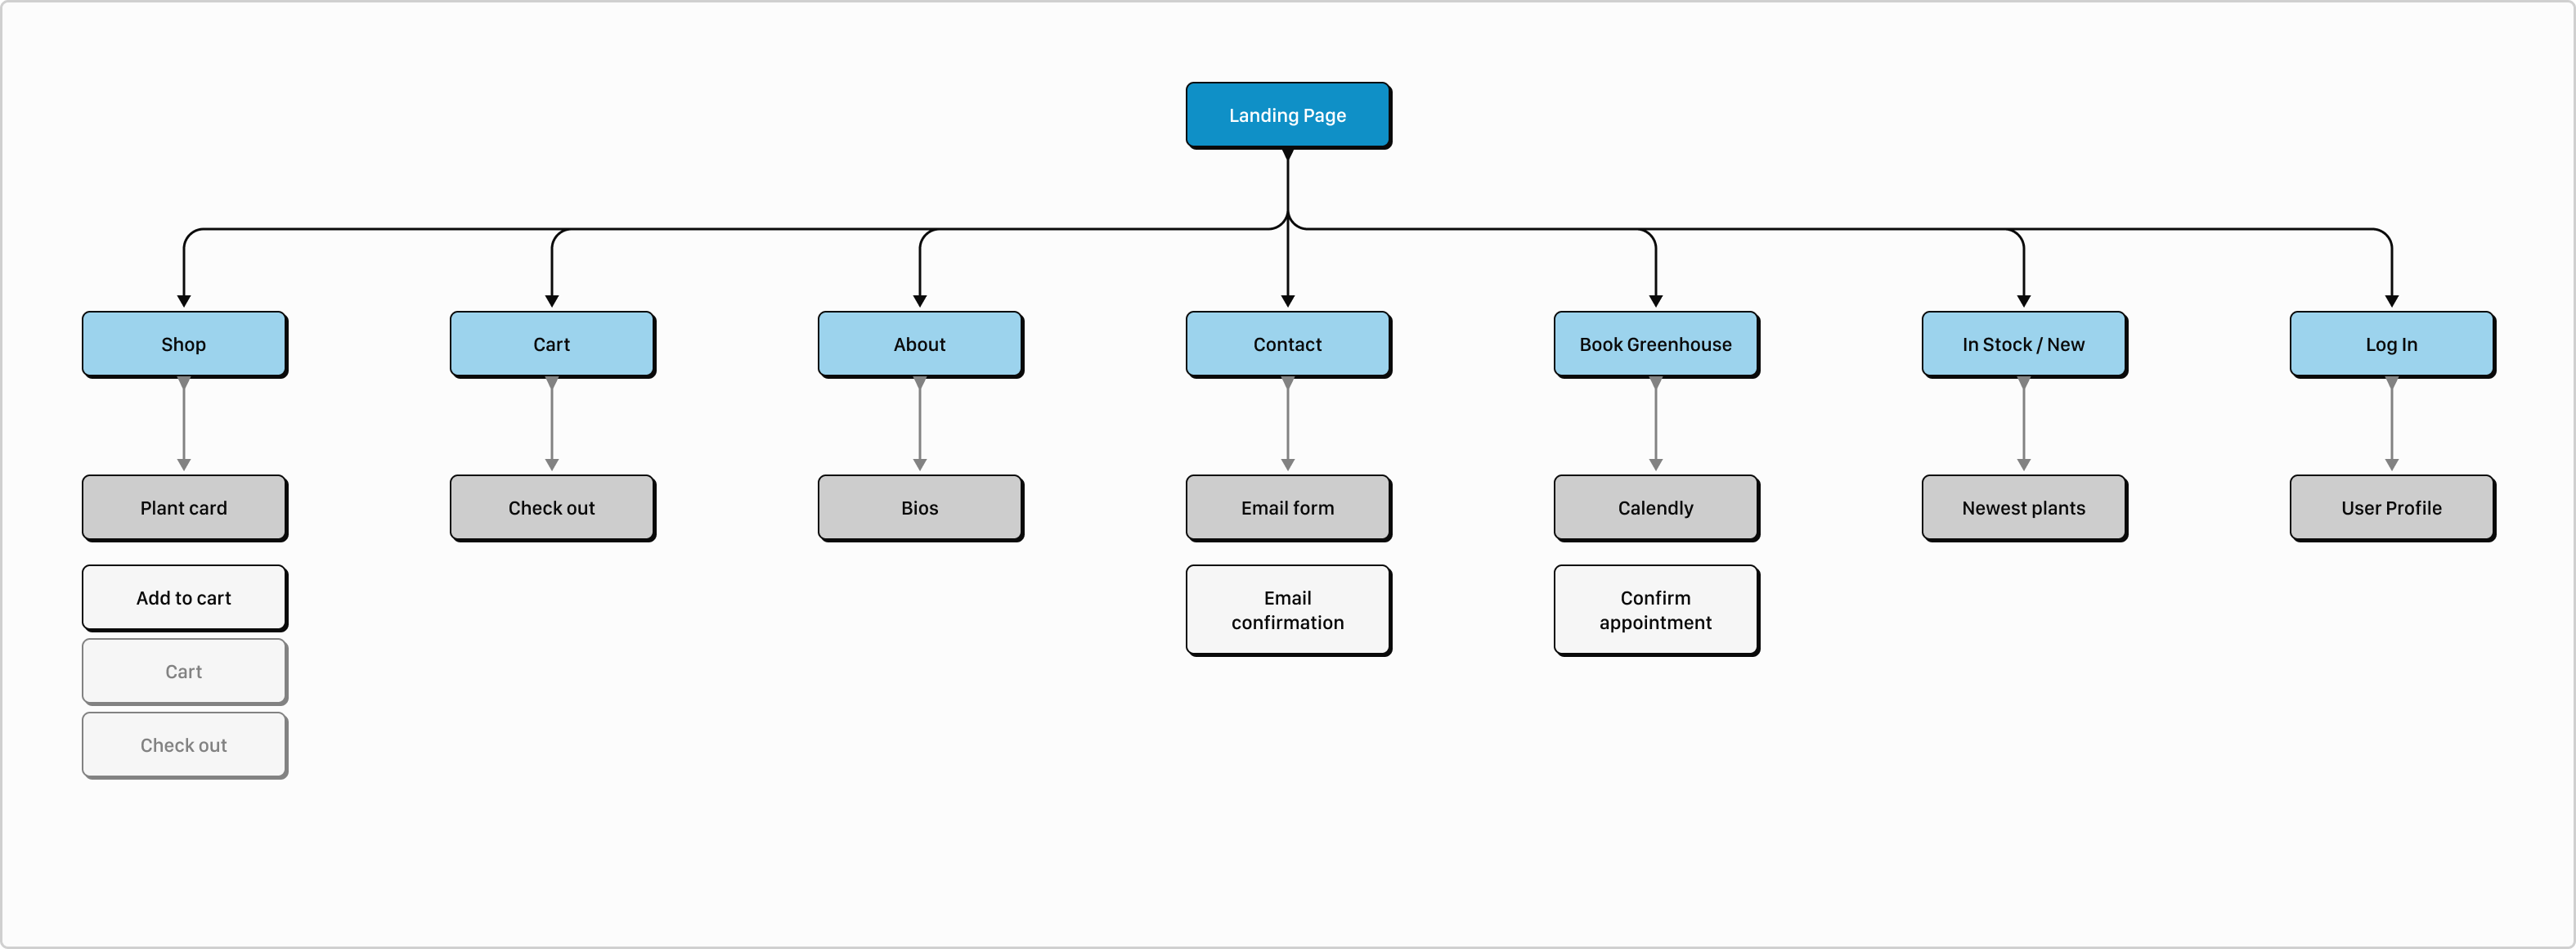 Landing Page
Shop
Cart
About
Contact
Book Greenhouse
In Stock / New
Log In
Plant card
Check out
Bios
Email form
Calendly
Newest plants
User Profile
Add to cart
Email
confirmation
Confirm
appointment
Cart
Check out